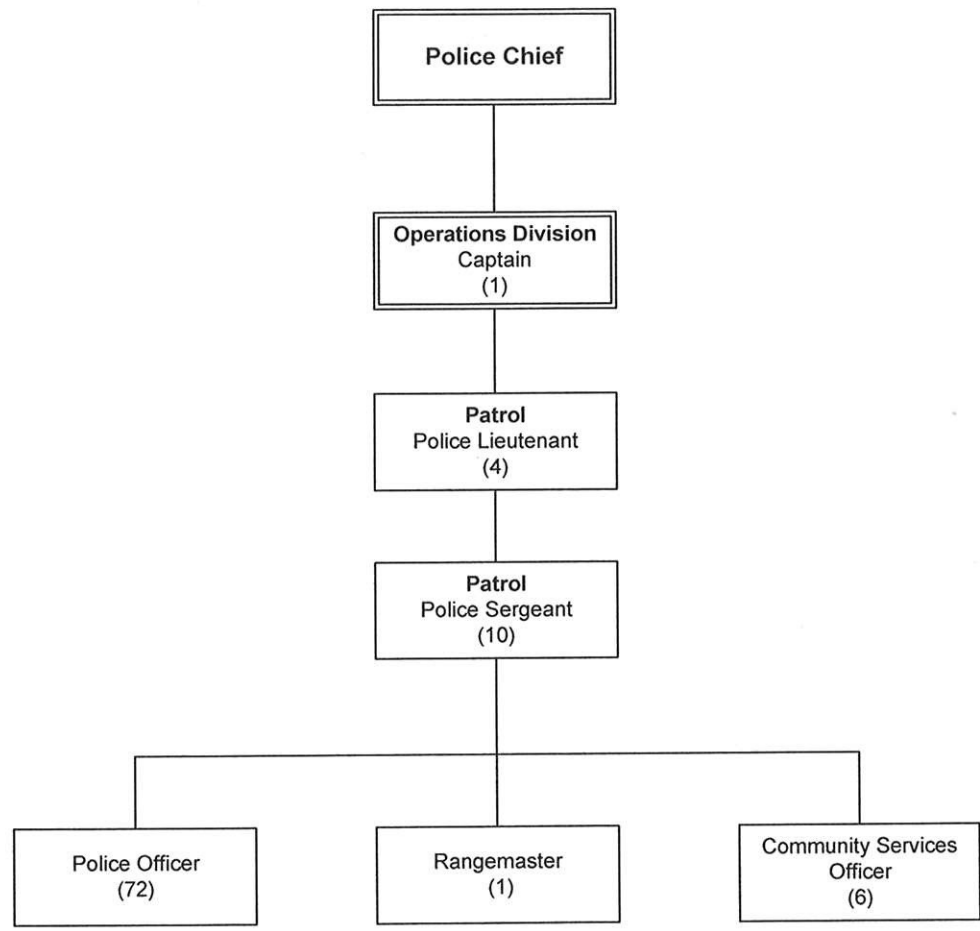 Police Chief
Operations Division
Captain
(1)
Patrol
Police Lieutenant
(4)
Patrol
Police Sergeant
(10)
Police Officer
(72)
Rangemaster
(1)
Community Services
Officer
(6)